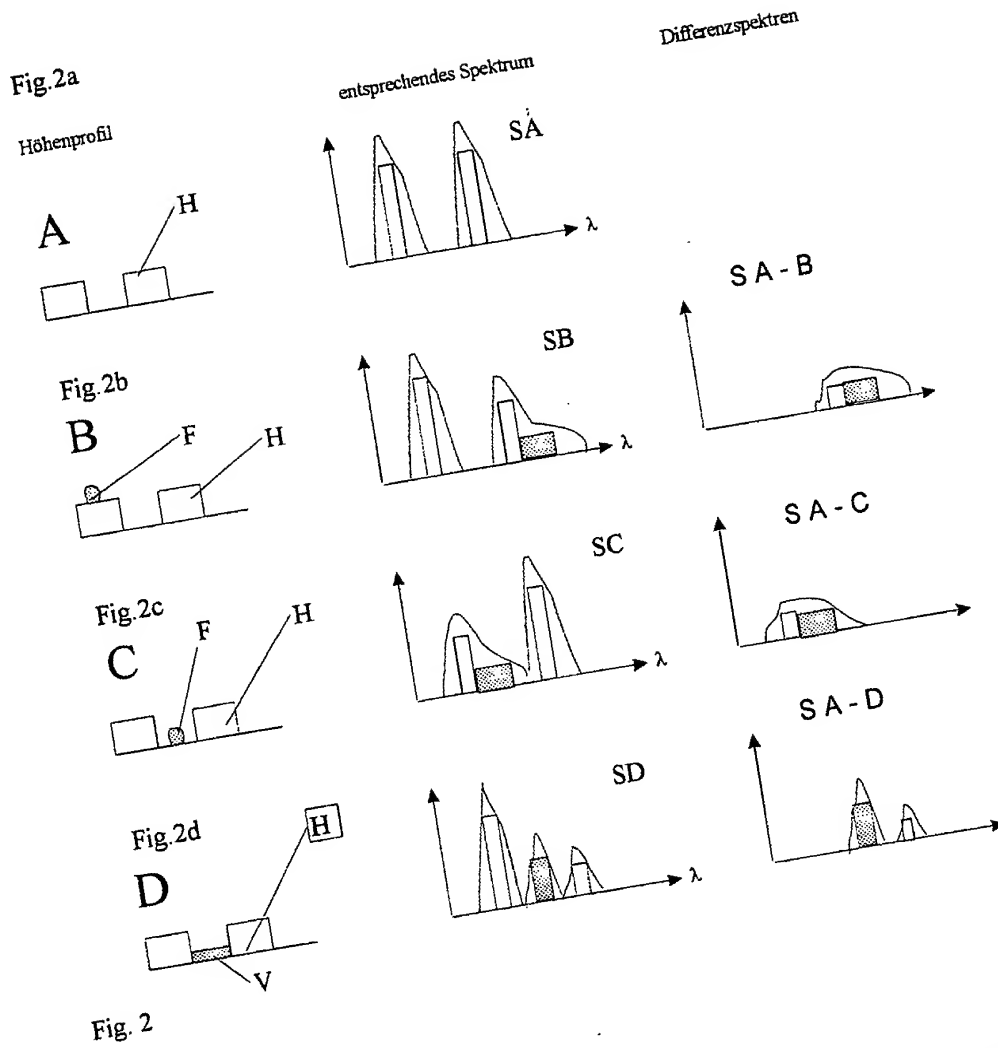 Fig.2a
Höhenprofil
entsprechendes Spektrum
Differenzspektren
A
H
SA
λ
Fig.2b
B
F
H
SB
λ
S A - B
Fig.2c
C
F
H
SC
λ
S A - C
Fig.2d
D
H
V
SD
λ
S A - D
Fig. 2